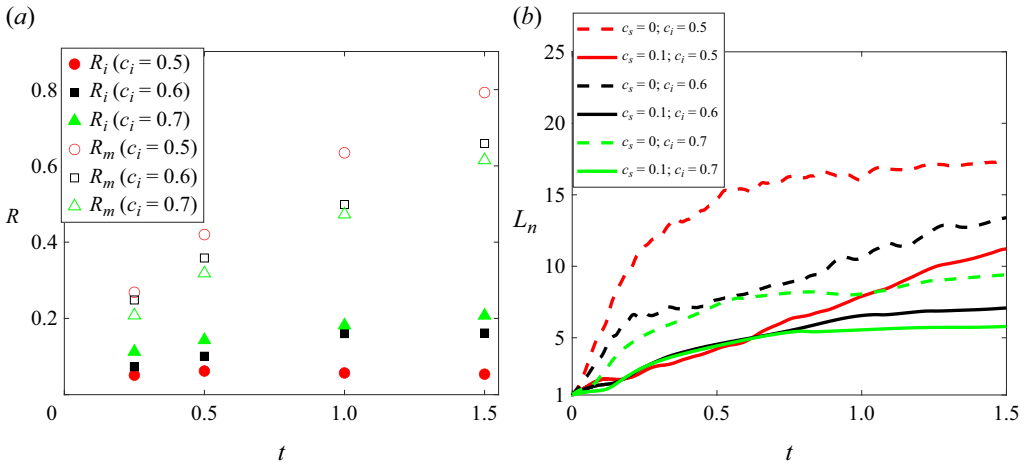 (a)
R_i (c_i = 0.5)
R_i (c_i = 0.6)
R_i (c_i = 0.7)
R_m (c_i = 0.5)
R_m (c_i = 0.6)
R_m (c_i = 0.7)
R
0.8
0.6
0.4
0.2
0
0.5
1.0
1.5
t
(b)
c_s = 0; c_i = 0.5
c_s = 0.1; c_i = 0.5
c_s = 0; c_i = 0.6
c_s = 0.1; c_i = 0.6
c_s = 0; c_i = 0.7
c_s = 0.1; c_i = 0.7
L_n
25
20
15
10
5
1
0
0.5
1.0
1.5
t